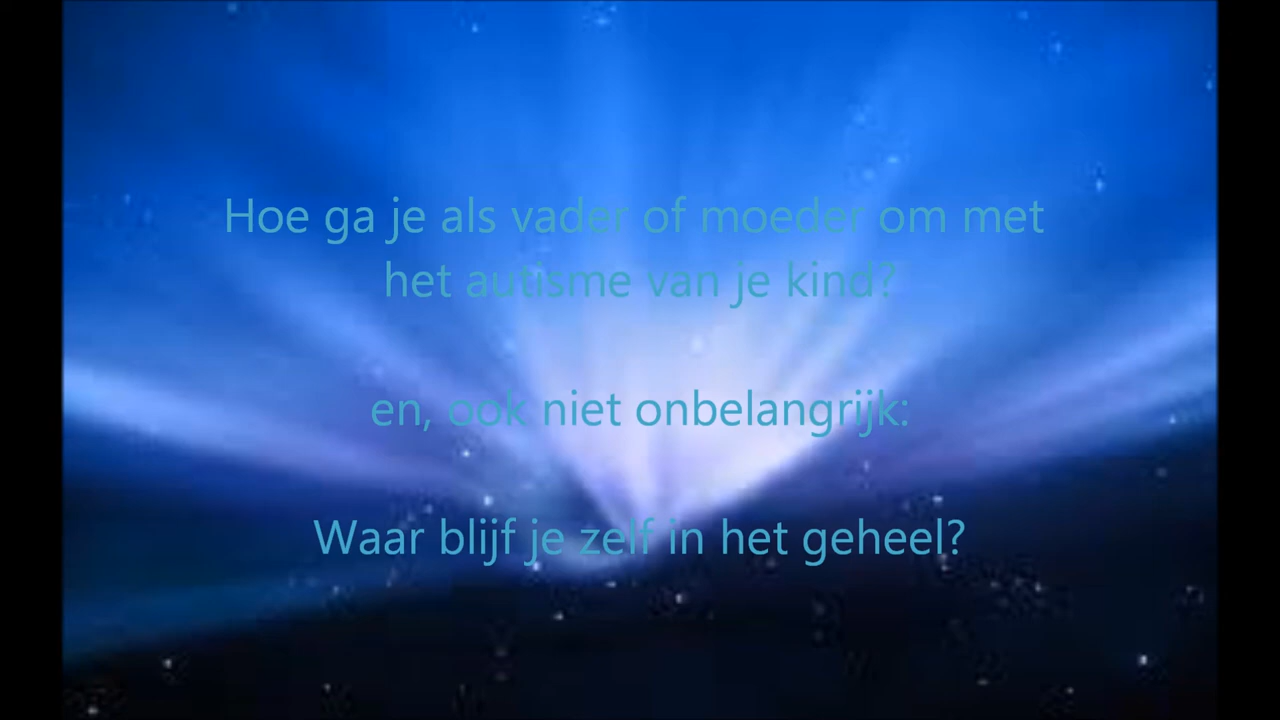 Hoe ga je als vader of moeder om met
het autisme van je kind?
en, ook niet onbelangrijk:
Waar blijf je zelf in het geheel?